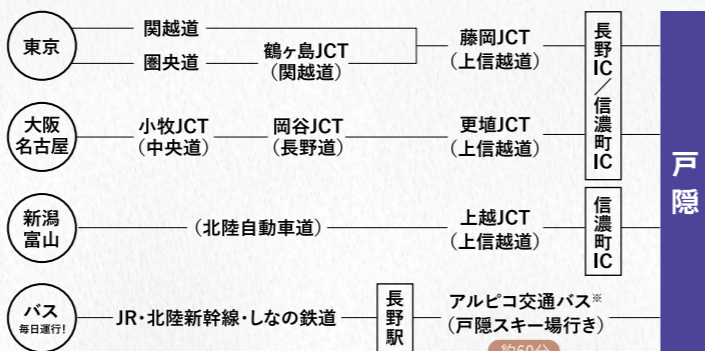 東京
関越道
圏央道
鶴ヶ島JCT
(関越道)
藤岡JCT
(上信越道)
長野IC／信濃町IC
大阪
名古屋
小牧JCT
(中央道)
岡谷JCT
(長野道)
更埴JCT
(上信越道)
新潟
富山
(北陸自動車道)
上越JCT
(上信越道)
信濃町IC
バス
毎日運行!
JR・北陸新幹線・しなの鉄道
長野駅
アルピコ交通バス※
(戸隠スキー場行き)
約60分
戸隠